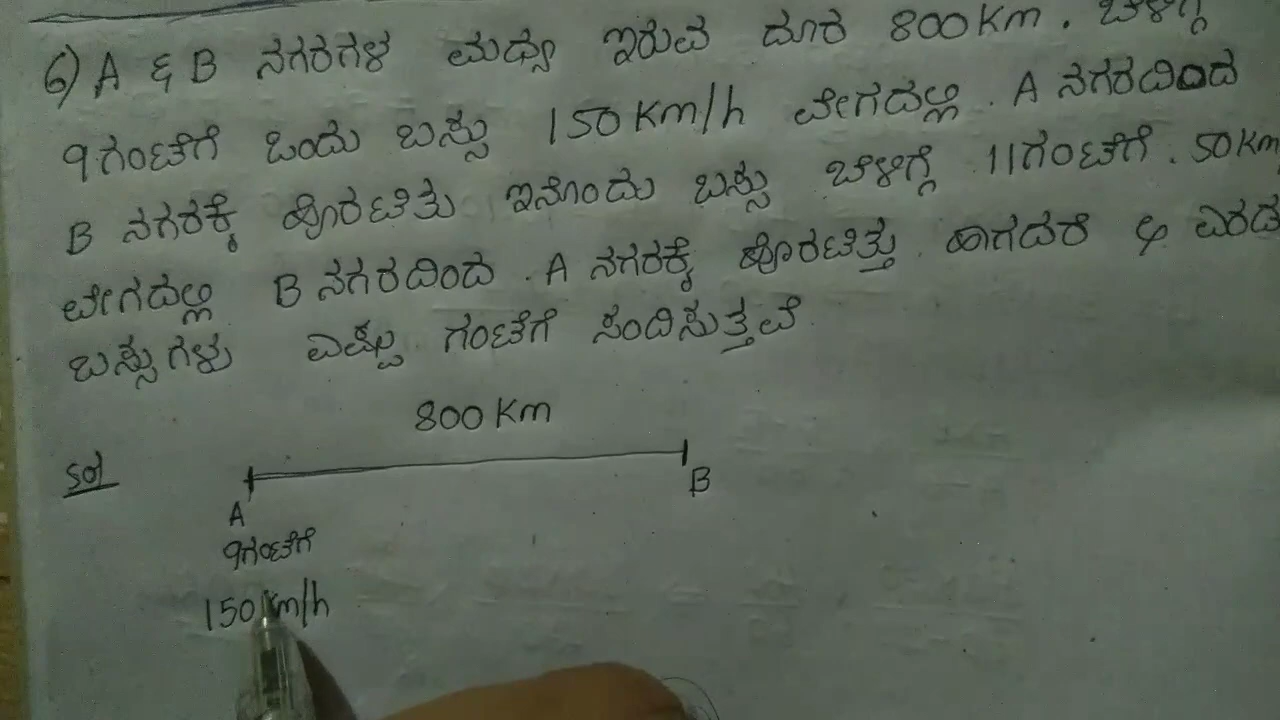 6) A & B ನಗರಗಳ ಮಧ್ಯೆ ಇರುವ ದೂರ 800 Km. ಬೆಳಿಗ್ಗೆ
9 ಗಂಟೆಗೆ ಒಂದು ಬಸ್ಸು 150 Km/h ವೇಗದಲ್ಲಿ . A ನಗರದಿಂದ
B ನಗರಕ್ಕೆ ಹೊರಟಿತು ಇನೊಂದು ಬಸ್ಸು ಬೆಳಿಗ್ಗೆ 11 ಗಂಟೆಗೆ . 50 Km
ವೇಗದಲ್ಲಿ B ನಗರದಿಂದ . A ನಗರಕ್ಕೆ ಹೊರಟಿತ್ತು . ಹಾಗದರೆ ಈ ಎರಡ
ಬಸ್ಸುಗಳು ಎಷ್ಟು ಗಂಟೆಗೆ ಸಂದಿಸುತ್ತವೆ
800 Km
Sol
A B
9 ಗಂಟೆಗೆ
150 Km/h